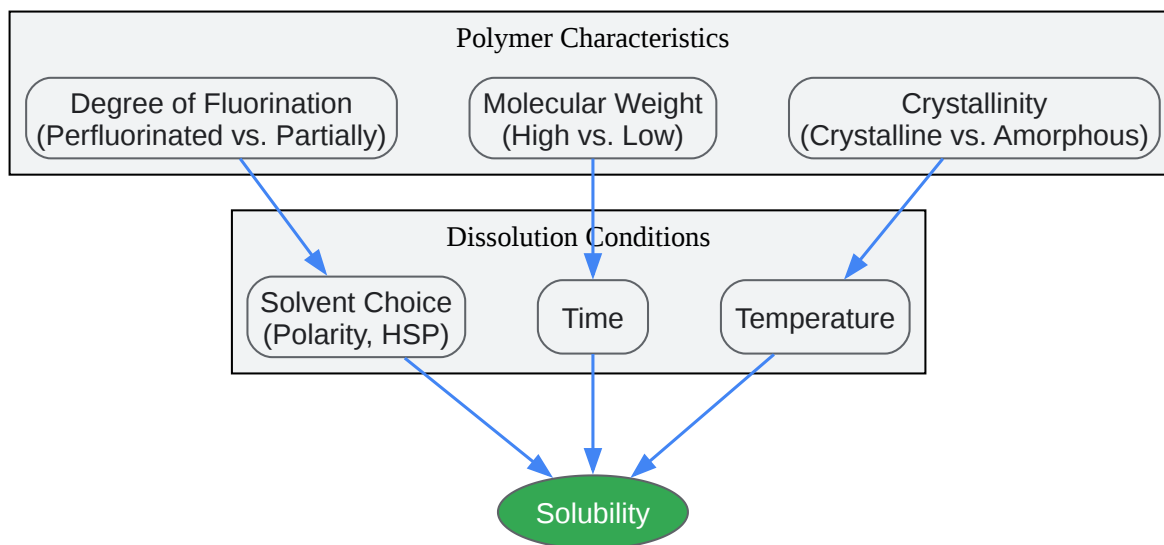 Polymer Characteristics
Degree of Fluorination
(Perfluorinated vs. Partially)
Molecular Weight
(High vs. Low)
Crystallinity
(Crystalline vs. Amorphous)
Dissolution Conditions
Solvent Choice
(Polarity, HSP)
Time
Temperature
Solubility